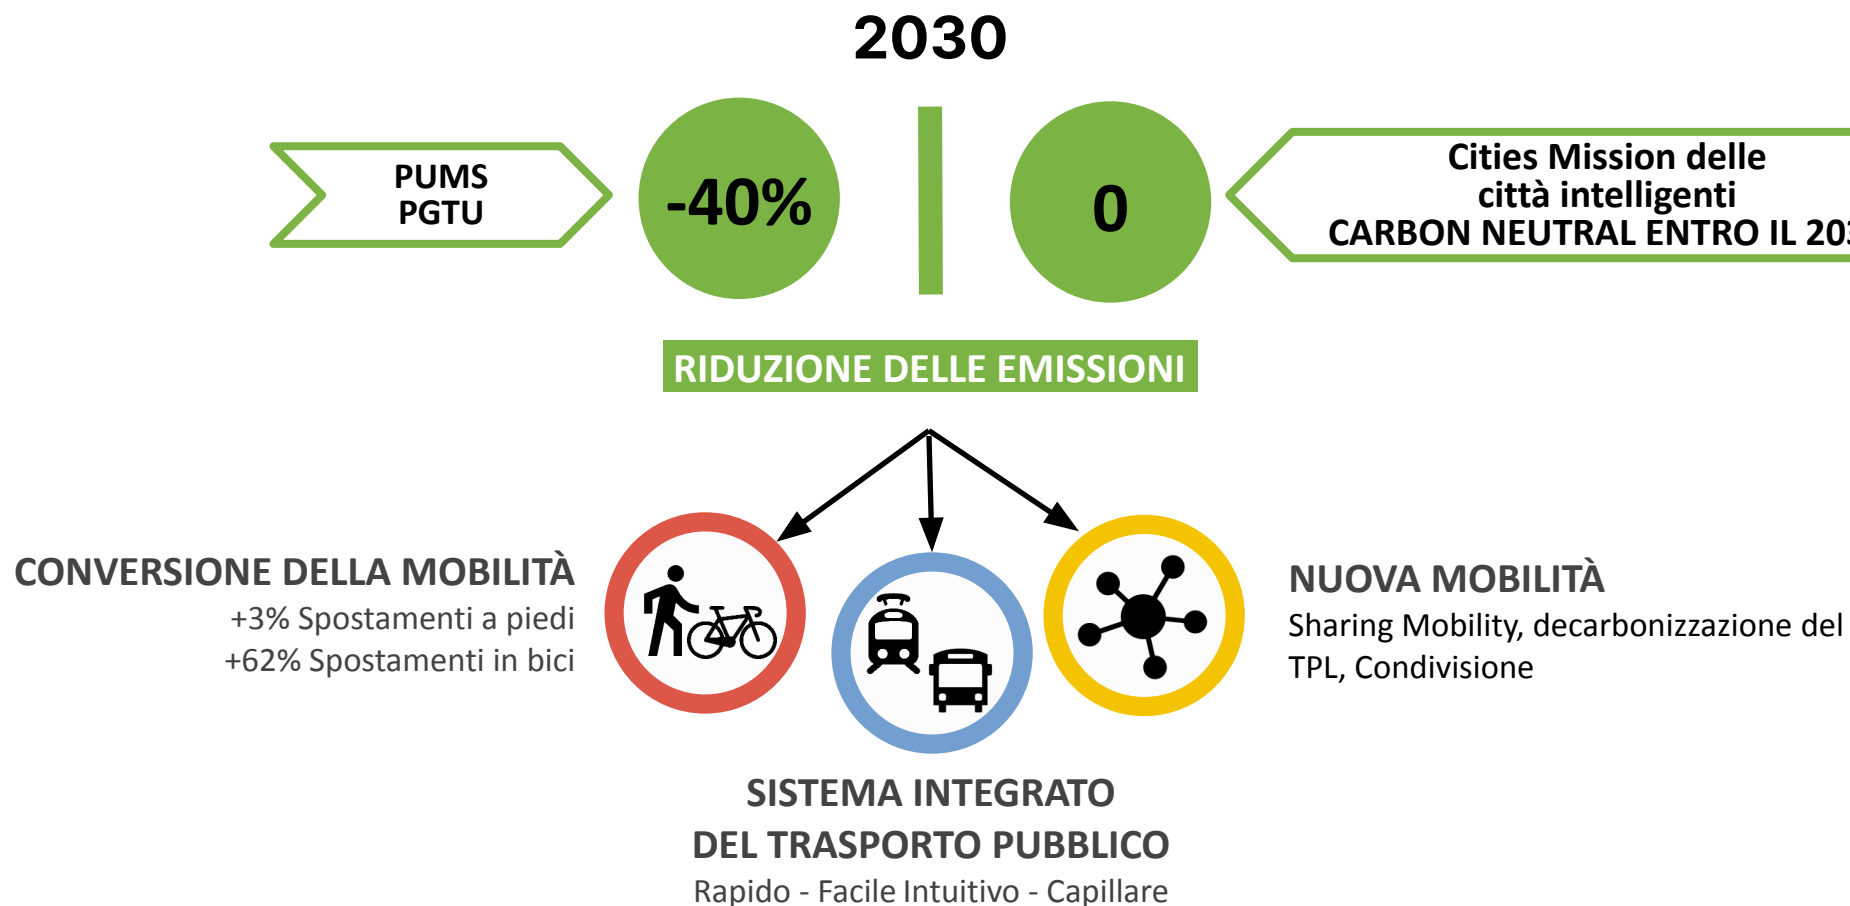 2030
PUMS
PGTU
-40%
0
Cities Mission delle
città intelligenti
CARBON NEUTRAL ENTRO IL
RIDUZIONE DELLE EMISSIONI
CONVERSIONE DELLA MOBILITÀ
+3% Spostamenti a piedi
+62% Spostamenti in bici
NUOVA MOBILITÀ
Sharing Mobility, decarbonizzazione del
TPL, Condivisione
SISTEMA INTEGRATO
DEL TRASPORTO PUBBLICO
Rapido - Facile Intuitivo - Capillare